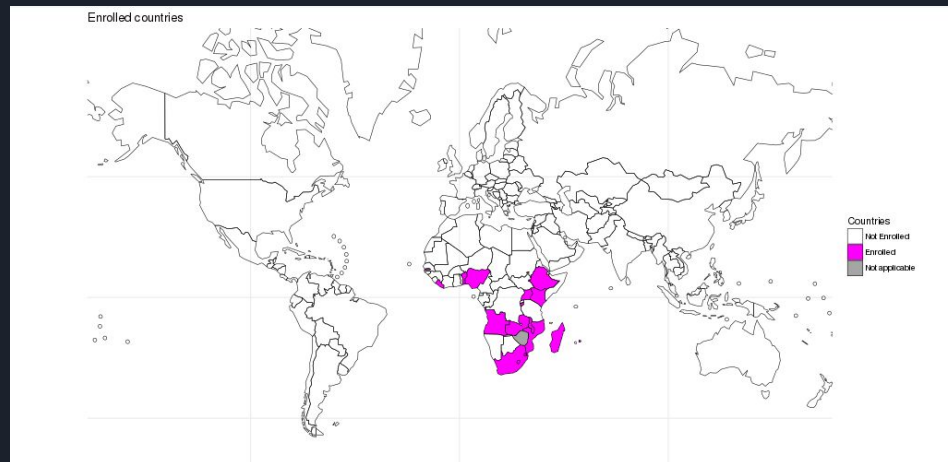 Enrolled countries
Countries
Not Enrolled
Enrolled
Not applicable